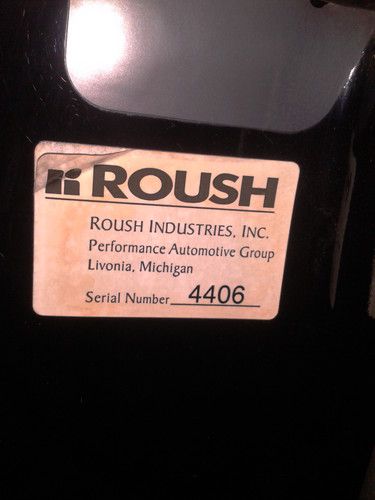 ROUSH
ROUSH INDUSTRIES, INC.
Performance Automotive Group
Livonia, Michigan
Serial Number 4406